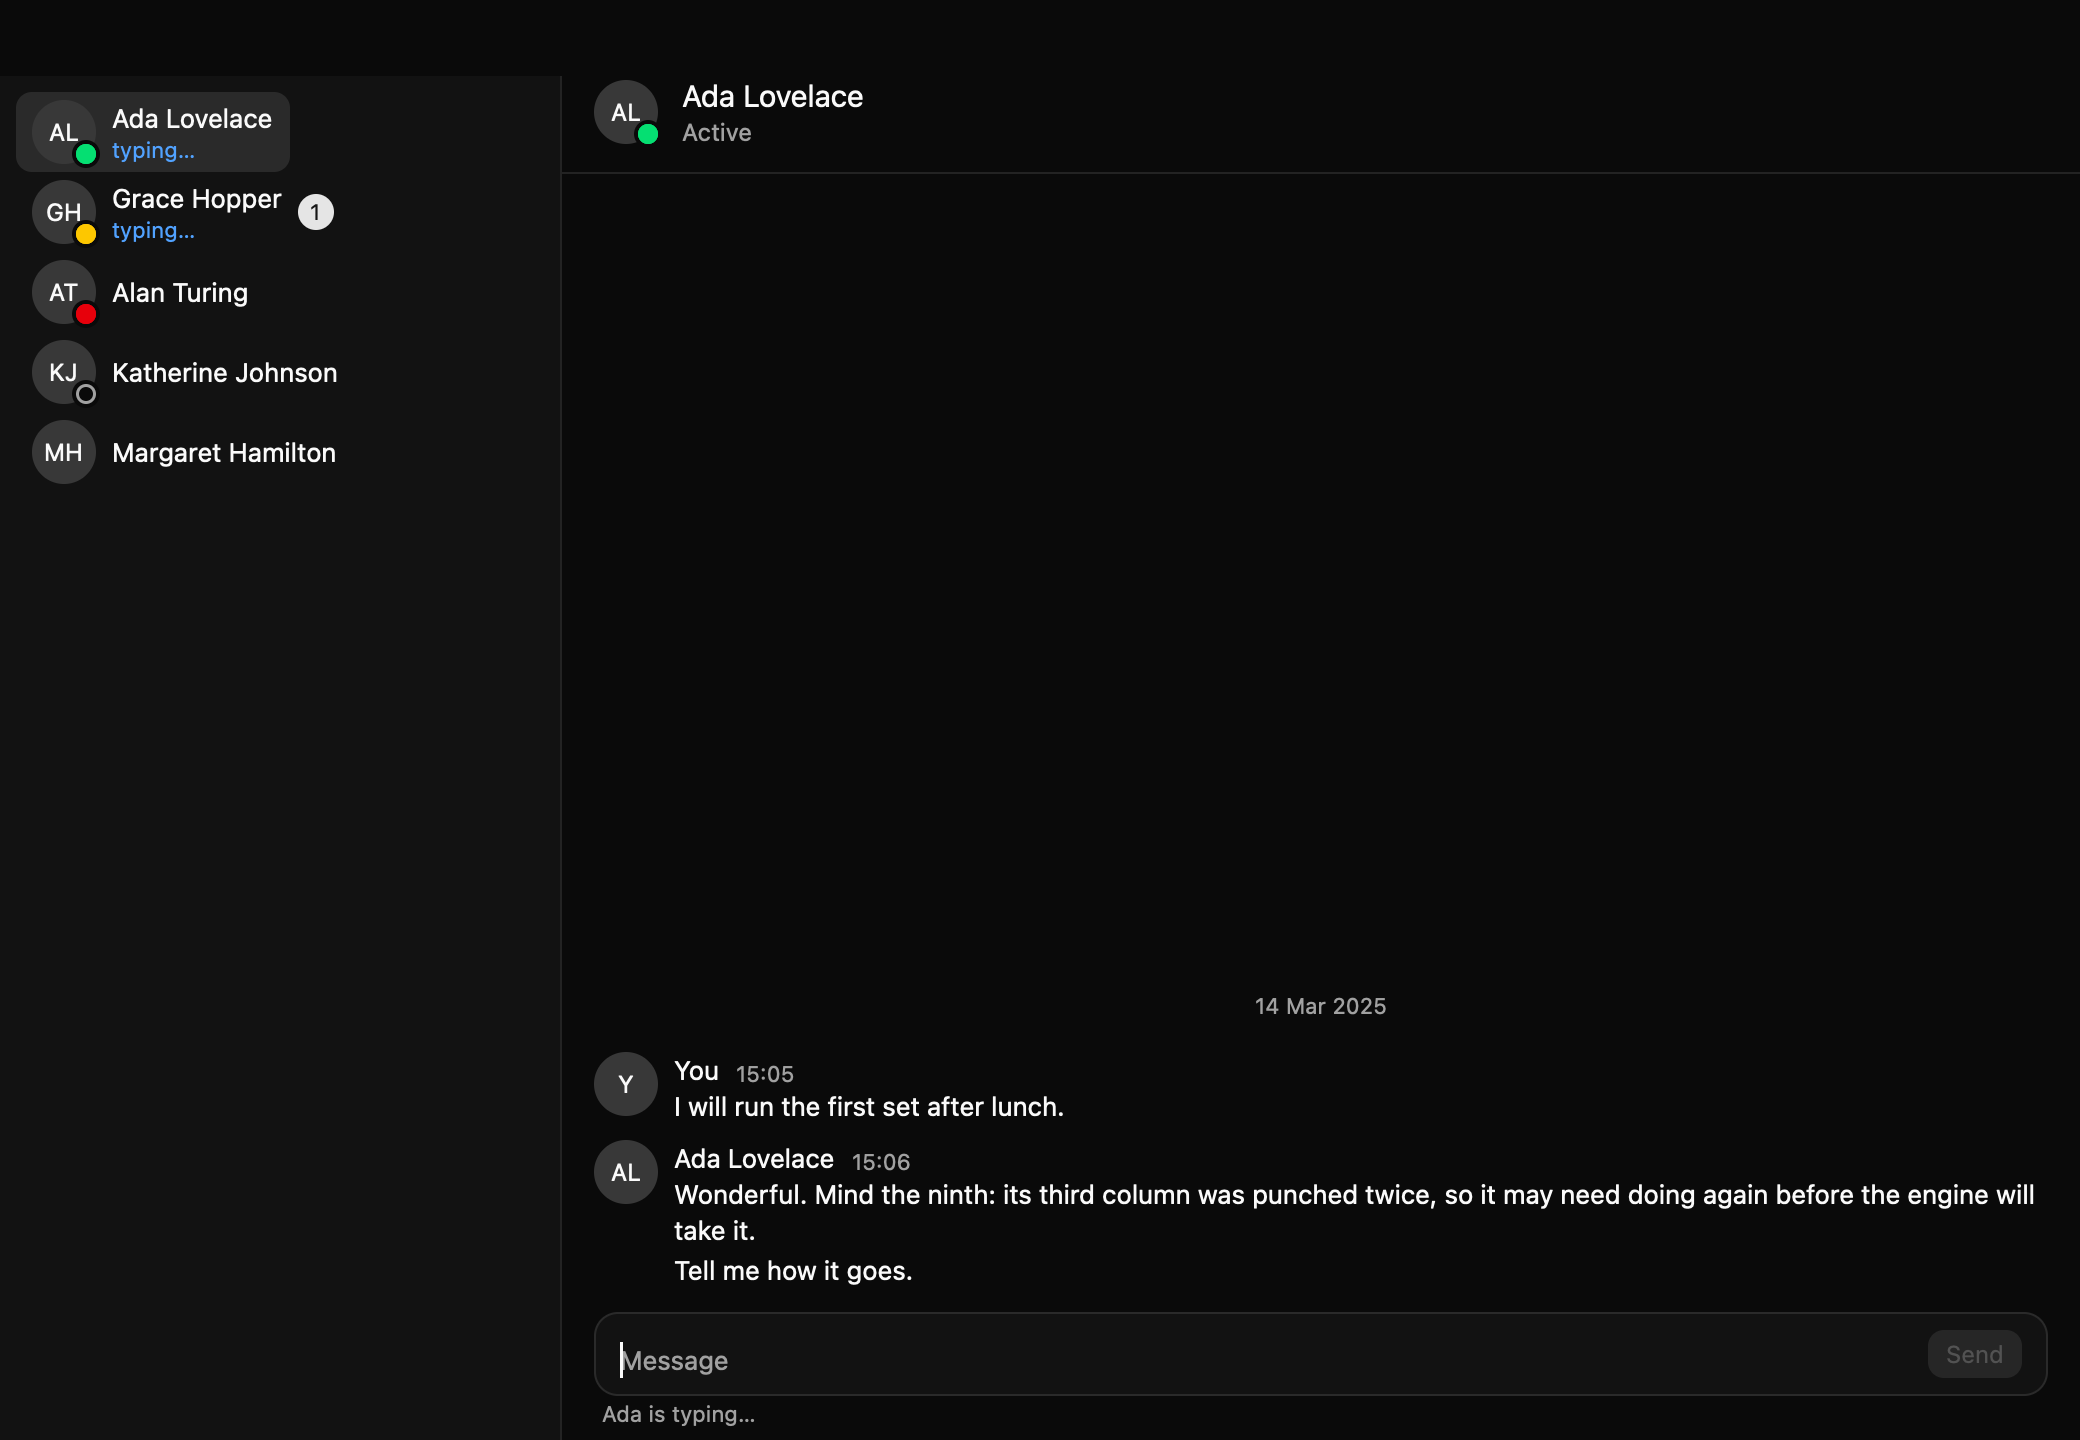 AL
Ada Lovelace
typing...
GH
Grace Hopper
typing...
1
AT
Alan Turing
KJ
Katherine Johnson
MH
Margaret Hamilton
AL
Ada Lovelace
Active
14 Mar 2025
Y
You 15:05
I will run the first set after lunch.
AL
Ada Lovelace 15:06
Wonderful. Mind the ninth: its third column was punched twice, so it may need doing again before the engine will
take it.
Tell me how it goes.
Message
Send
Ada is typing...